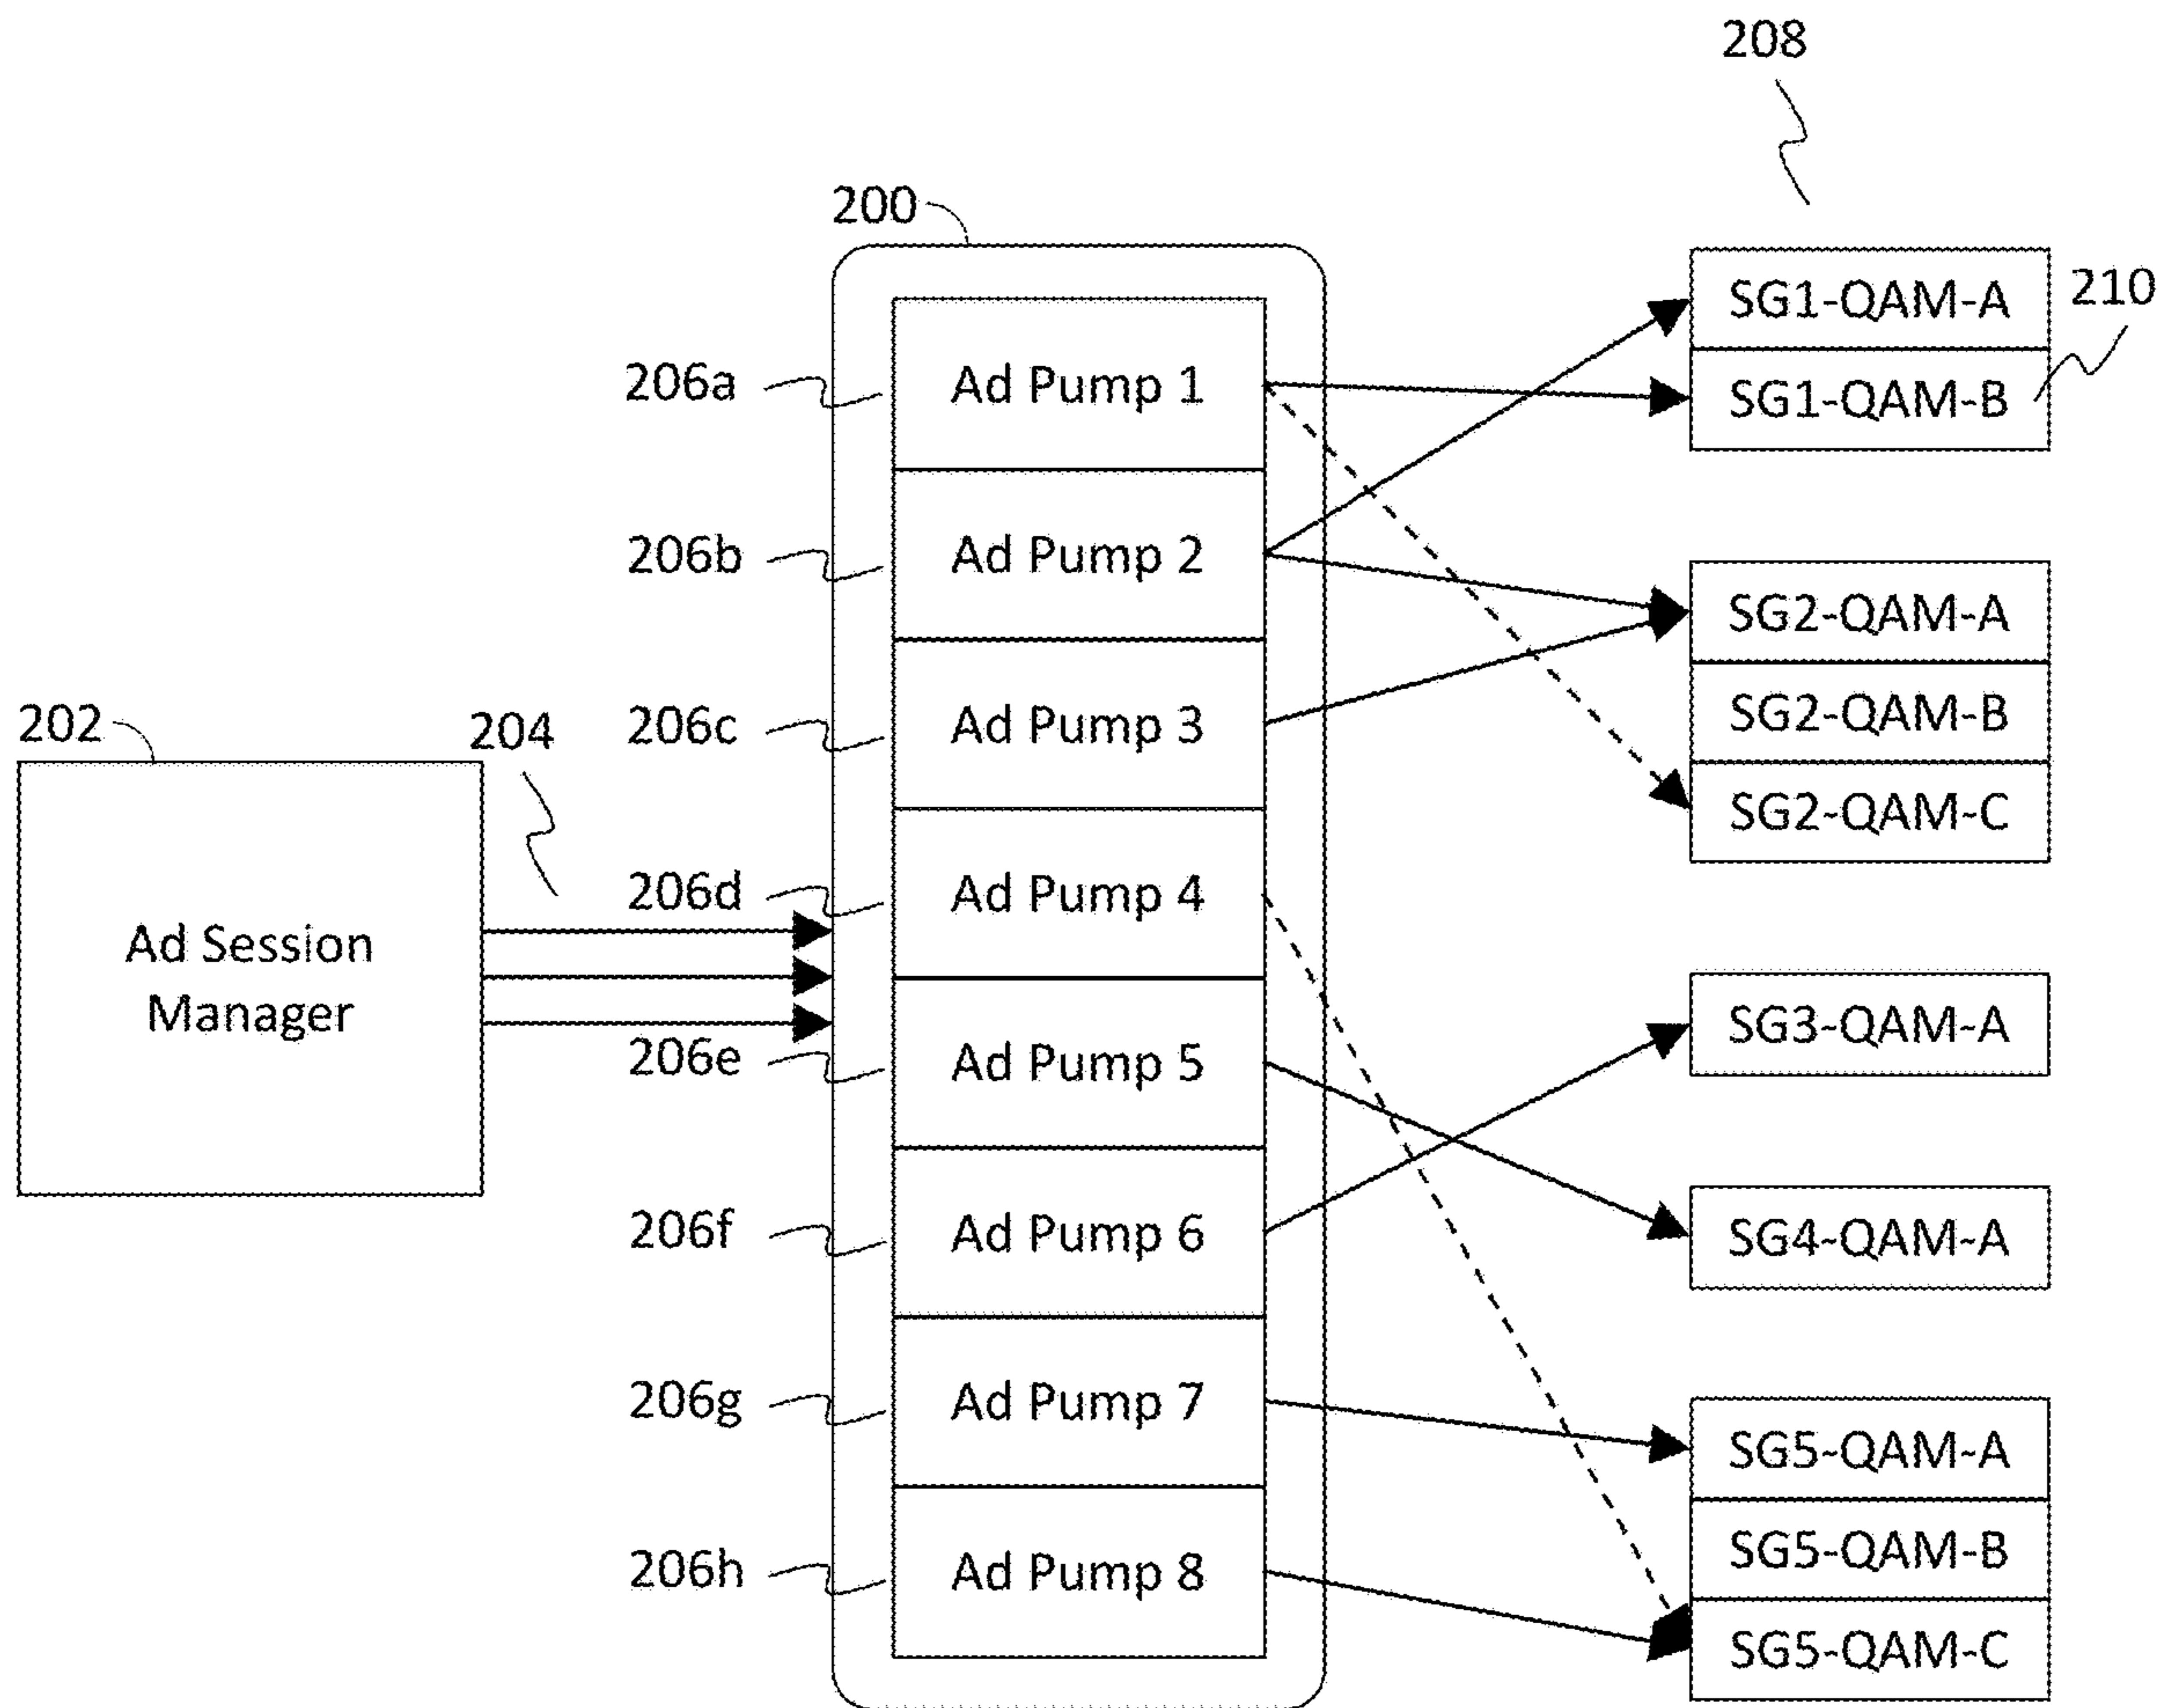 208
200
SG1-QAM-A
210
206a
Ad Pump 1
SG1-QAM-B
206b
Ad Pump 2
SG2-QAM-A
202
204
206c
Ad Pump 3
SG2-QAM-B
SG2-QAM-C
206d
Ad Pump 4
Ad Session
Manager
SG3-QAM-A
206e
Ad Pump 5
206f
Ad Pump 6
SG4-QAM-A
206g
Ad Pump 7
SG5-QAM-A
SG5-QAM-B
206h
Ad Pump 8
SG5-QAM-C